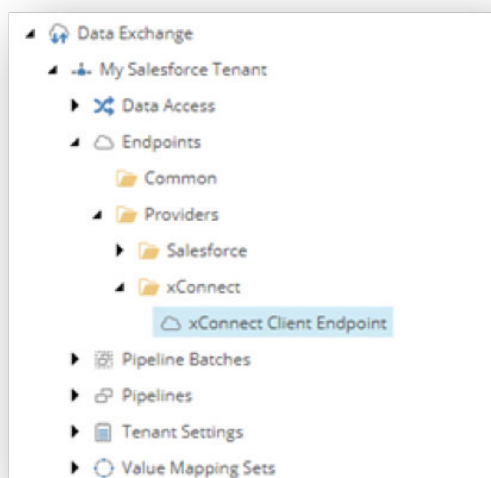 Data Exchange
My Salesforce Tenant
Data Access
Endpoints
Common
Providers
Salesforce
xConnect
xConnect Client Endpoint
Pipeline Batches
Pipelines
Tenant Settings
Value Mapping Sets